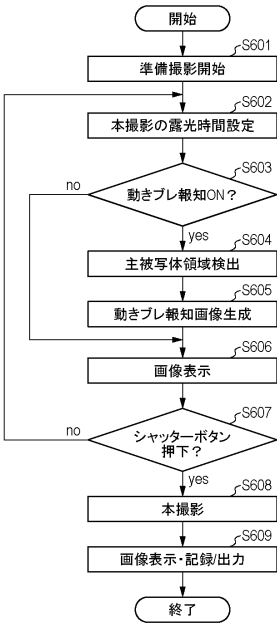 開始
S601
準備撮影開始
S602
本撮影の露光時間設定
S603
動きブレ報知ON？
no
yes
S604
主被写体領域検出
S605
動きブレ報知画像生成
S606
画像表示
S607
シャッターボタン
押下？
no
yes
S608
本撮影
S609
画像表示・記録/出力
終了